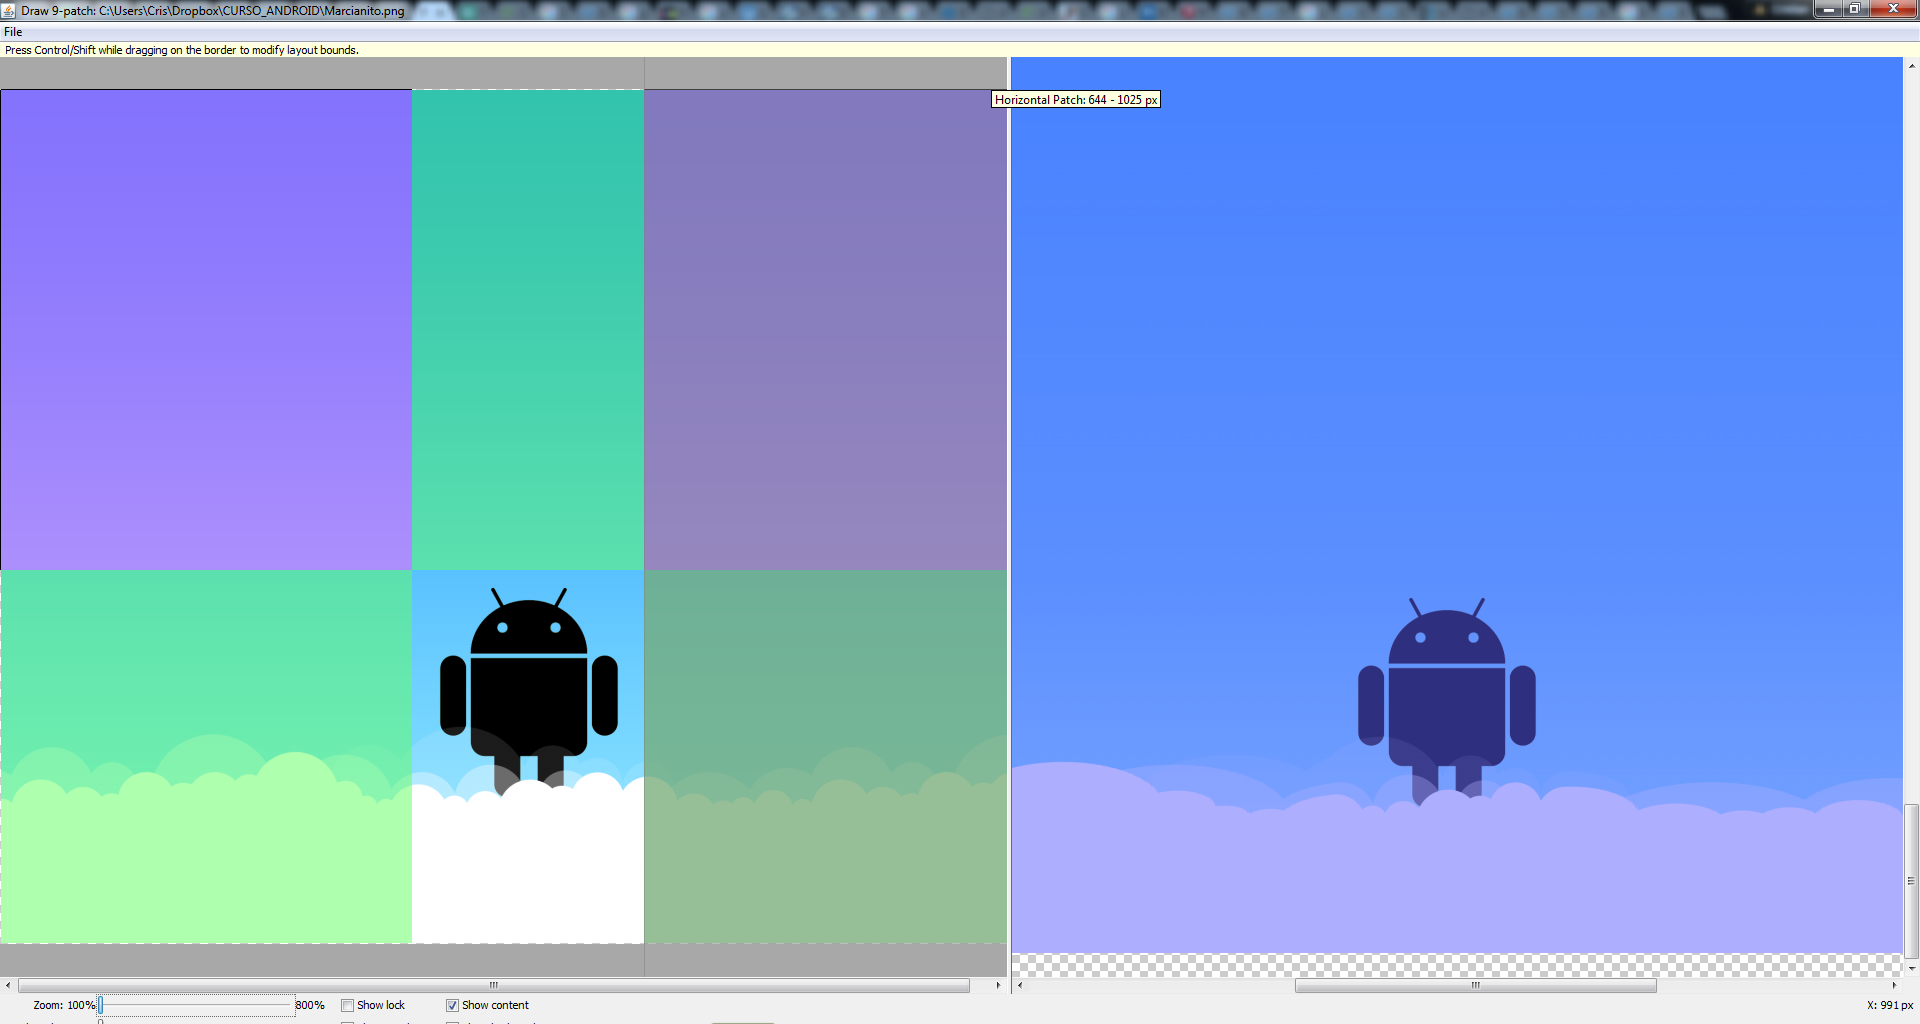 Draw 9-patch: C:\Users\Cris\Dropbox\CURSO_ANDROID\Marcianito.png
File
Press Control/Shift while dragging on the border to modify layout bounds.
Horizontal Patch: 644 - 1025 px
Zoom: 100% 800% Show lock Show content X: 991 px